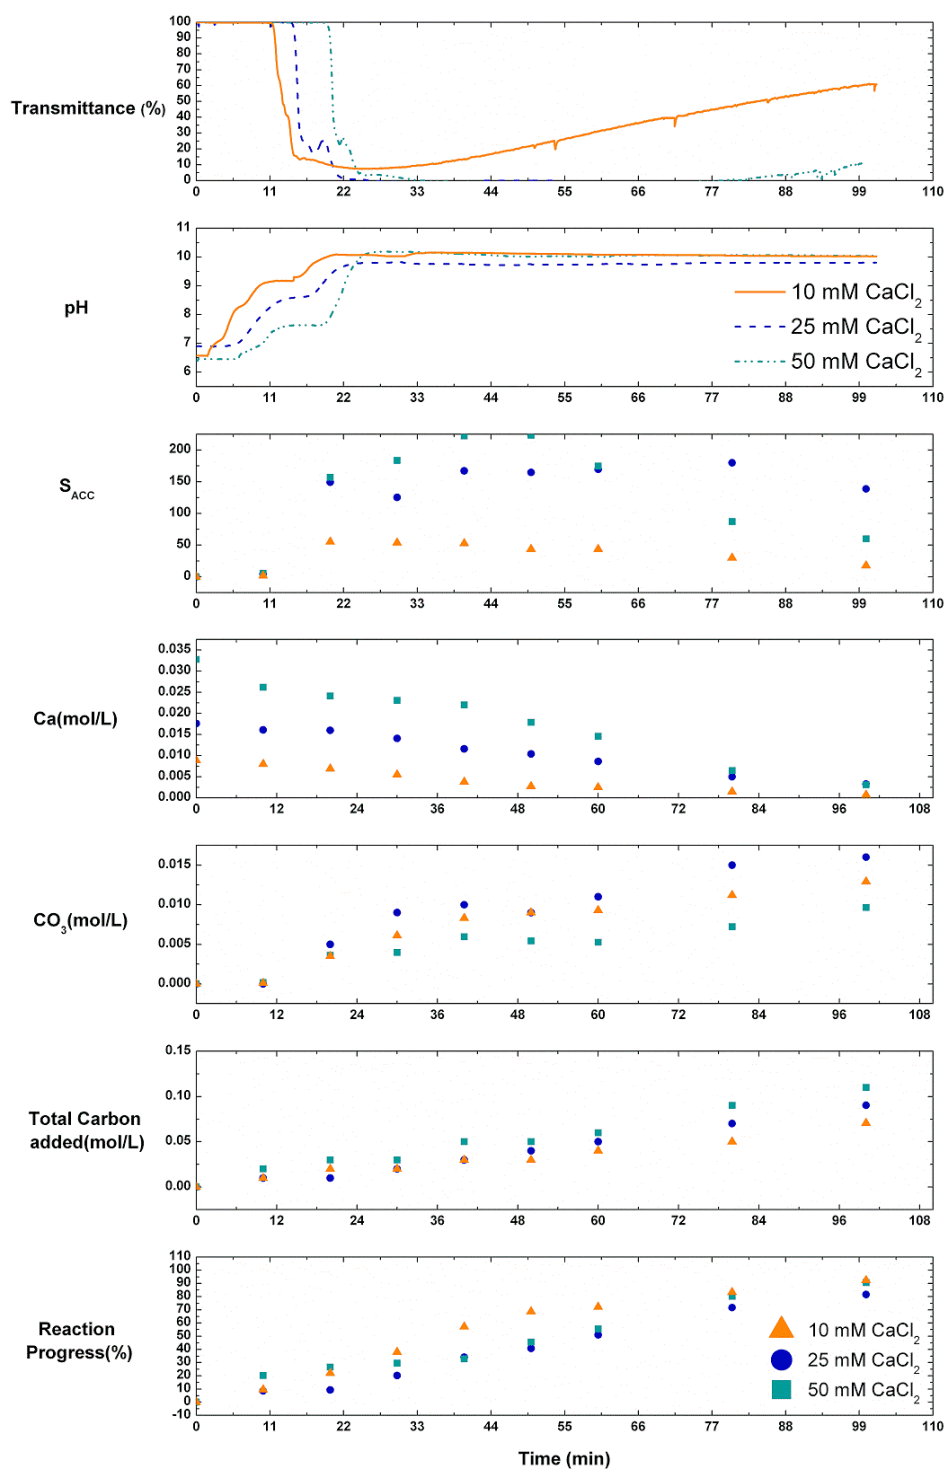 100
90
80
70
60
50
40
30
20
10
0
Transmittance (%)
0 11 22 33 44 55 66 77 88 99 110
11
10
9
8
7
6
pH
10 mM CaCl₂
25 mM CaCl₂
50 mM CaCl₂
0 11 22 33 44 55 66 77 88 99 110
200
150
100
50
0
S_ACC
0 11 22 33 44 55 66 77 88 99 110
0.035
0.030
0.025
0.020
0.015
0.010
0.005
0.000
Ca(mol/L)
0 12 24 36 48 60 72 84 96 108
0.015
0.010
0.005
0.000
CO₃(mol/L)
0 12 24 36 48 60 72 84 96 108
0.15
0.10
0.05
0.00
Total Carbon
added(mol/L)
0 12 24 36 48 60 72 84 96 108
110
100
90
80
70
60
50
40
30
20
10
0
-10
Reaction
Progress(%)
10 mM CaCl₂
25 mM CaCl₂
50 mM CaCl₂
0 11 22 33 44 55 66 77 88 99 110
Time (min)